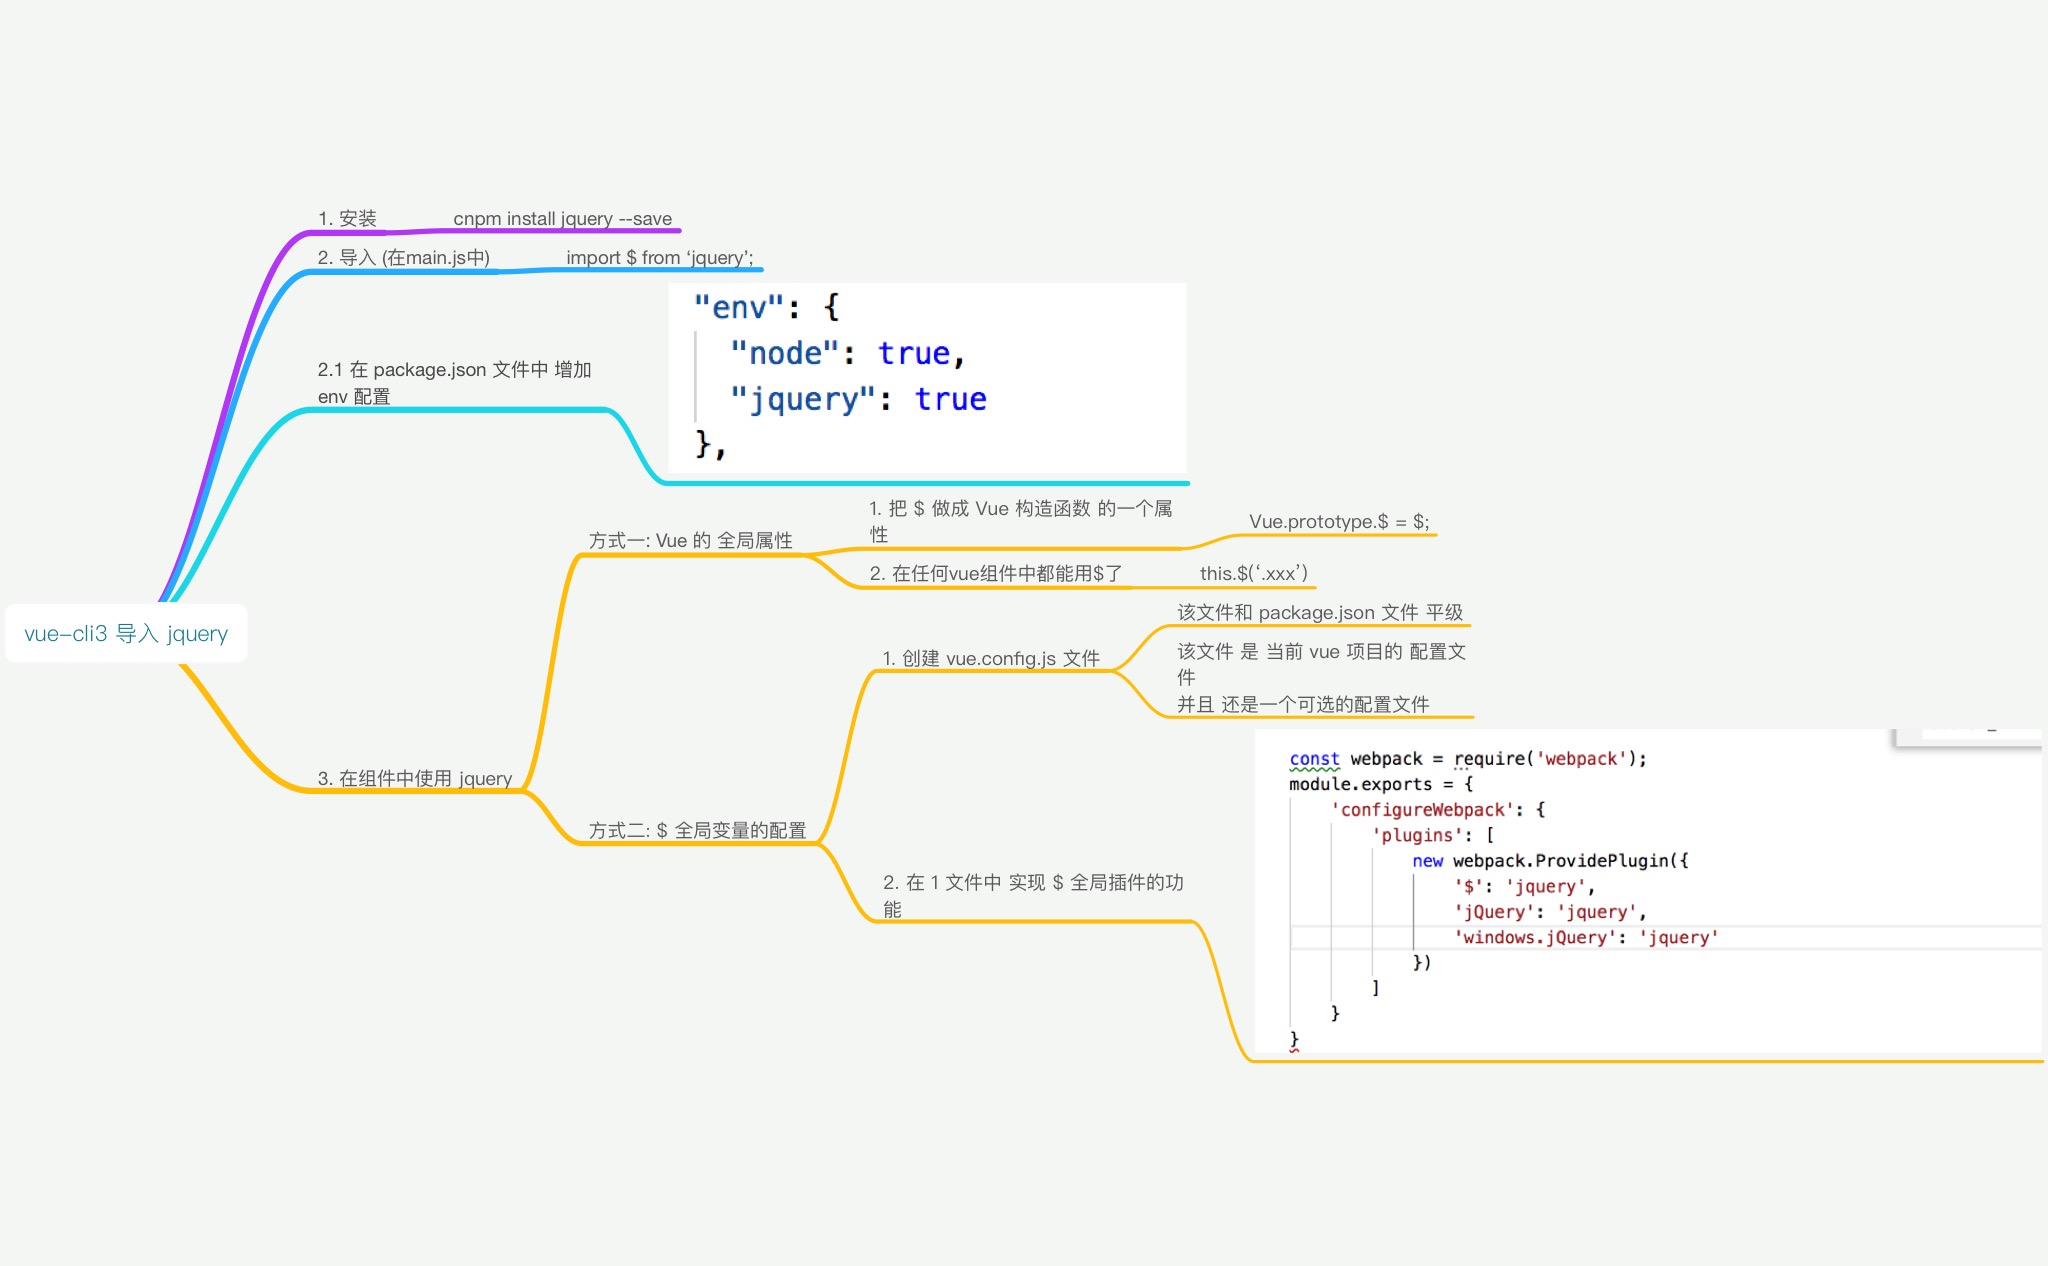 vue-cli3 导入 jquery
1. 安装
cnpm install jquery --save
2. 导入 (在main.js中)
import $ from ‘jquery’;
2.1 在 package.json 文件中 增加
env 配置
"env": {
"node": true,
"jquery": true
},
3. 在组件中使用 jquery
方式一: Vue 的 全局属性
1. 把 $ 做成 Vue 构造函数 的一个属
性
Vue.prototype.$ = $;
2. 在任何vue组件中都能用$了
this.$(‘.xxx’)
方式二: $ 全局变量的配置
1. 创建 vue.config.js 文件
该文件和 package.json 文件 平级
该文件 是 当前 vue 项目的 配置文
件
并且 还是一个可选的配置文件
2. 在 1 文件中 实现 $ 全局插件的功
能
const webpack = require('webpack');
module.exports = {
'configureWebpack': {
'plugins': [
new webpack.ProvidePlugin({
'$': 'jquery',
'jQuery': 'jquery',
'windows.jQuery': 'jquery'
})
]
}
}